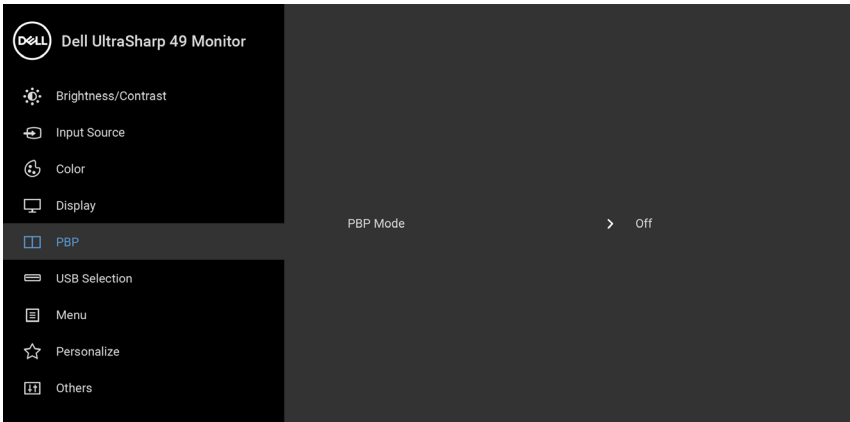 DELL
Dell UltraSharp 49 Monitor
Brightness/Contrast
Input Source
Color
Display
PBP Mode
Off
PBP
USB Selection
Menu
Personalize
Others